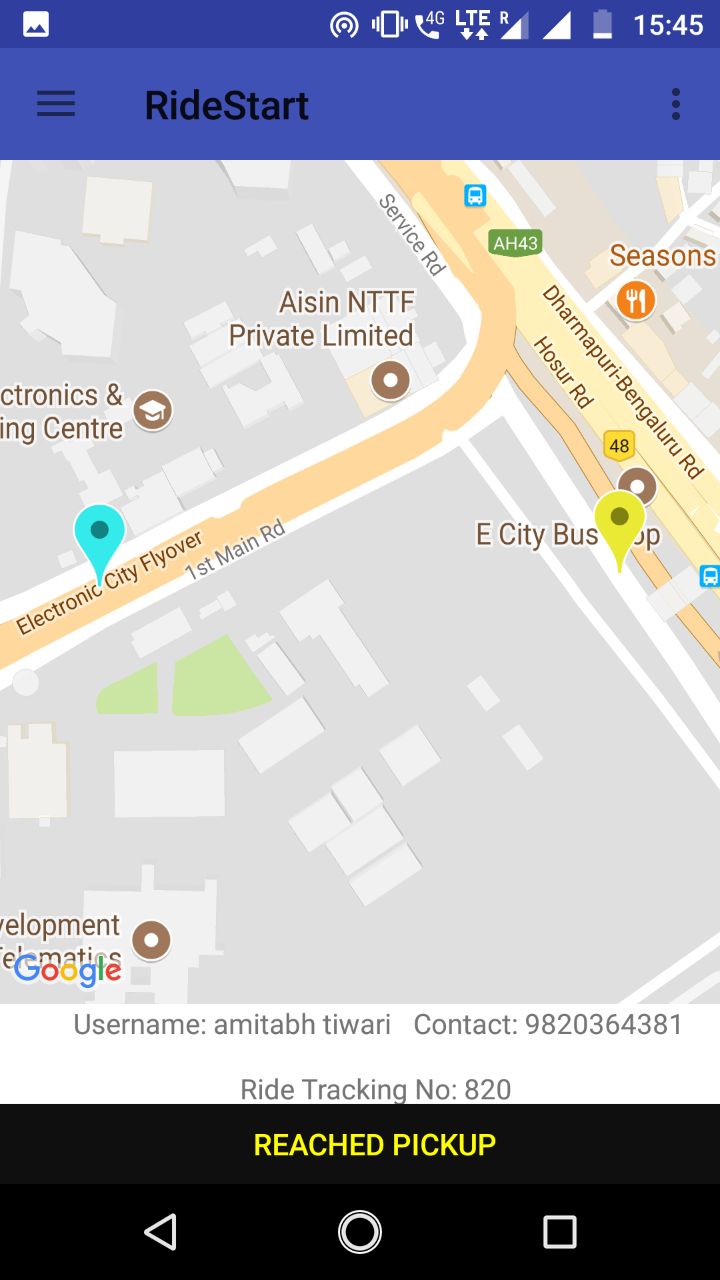 4G LTE R 15:45
RideStart
Service Rd
AH43
Seasons
Aisin NTTF
Private Limited
Dharmapuri-Bengaluru Rd
Hosur Rd
ctronics &
ing Centre
48
E City Bus
op
Electronic City Flyover
1st Main Rd
velopment
Telematics
Google
Username: amitabh tiwari Contact: 9820364381
Ride Tracking No: 820
REACHED PICKUP